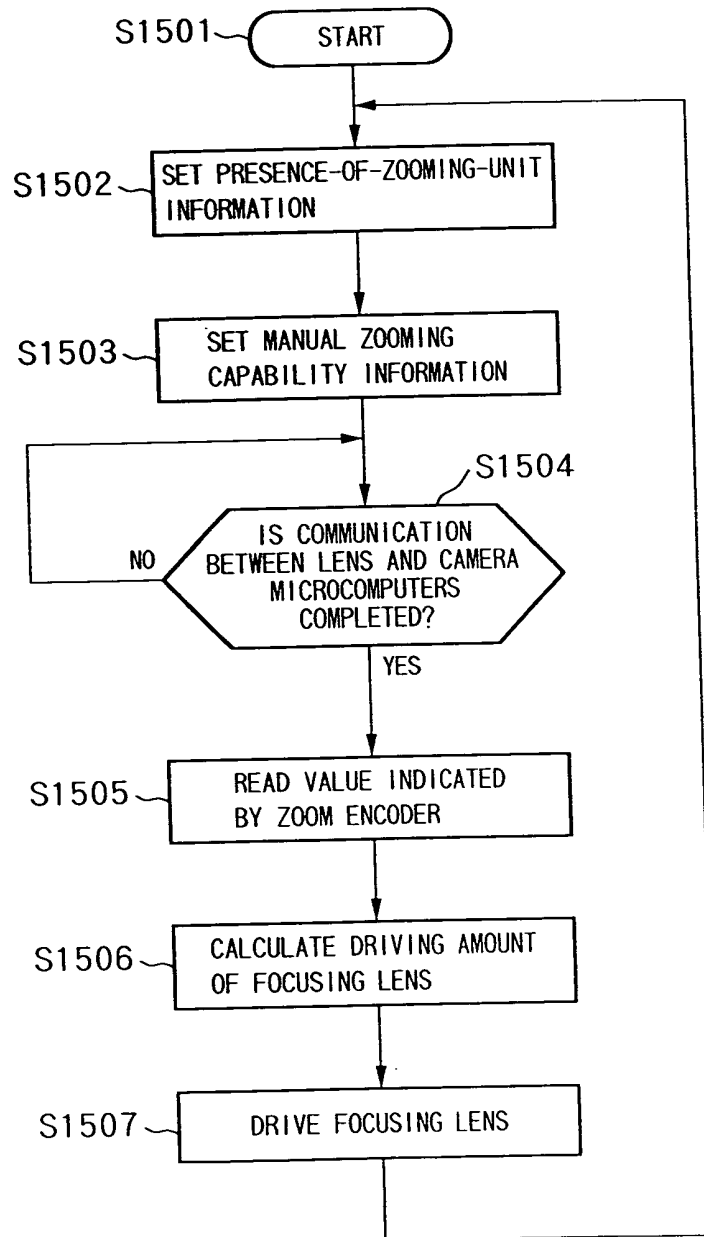 S1501
START
S1502
SET PRESENCE-OF-ZOOMING-UNIT
INFORMATION
S1503
SET MANUAL ZOOMING
CAPABILITY INFORMATION
S1504
IS COMMUNICATION
BETWEEN LENS AND CAMERA
MICROCOMPUTERS
COMPLETED?
NO
YES
S1505
READ VALUE INDICATED
BY ZOOM ENCODER
S1506
CALCULATE DRIVING AMOUNT
OF FOCUSING LENS
S1507
DRIVE FOCUSING LENS